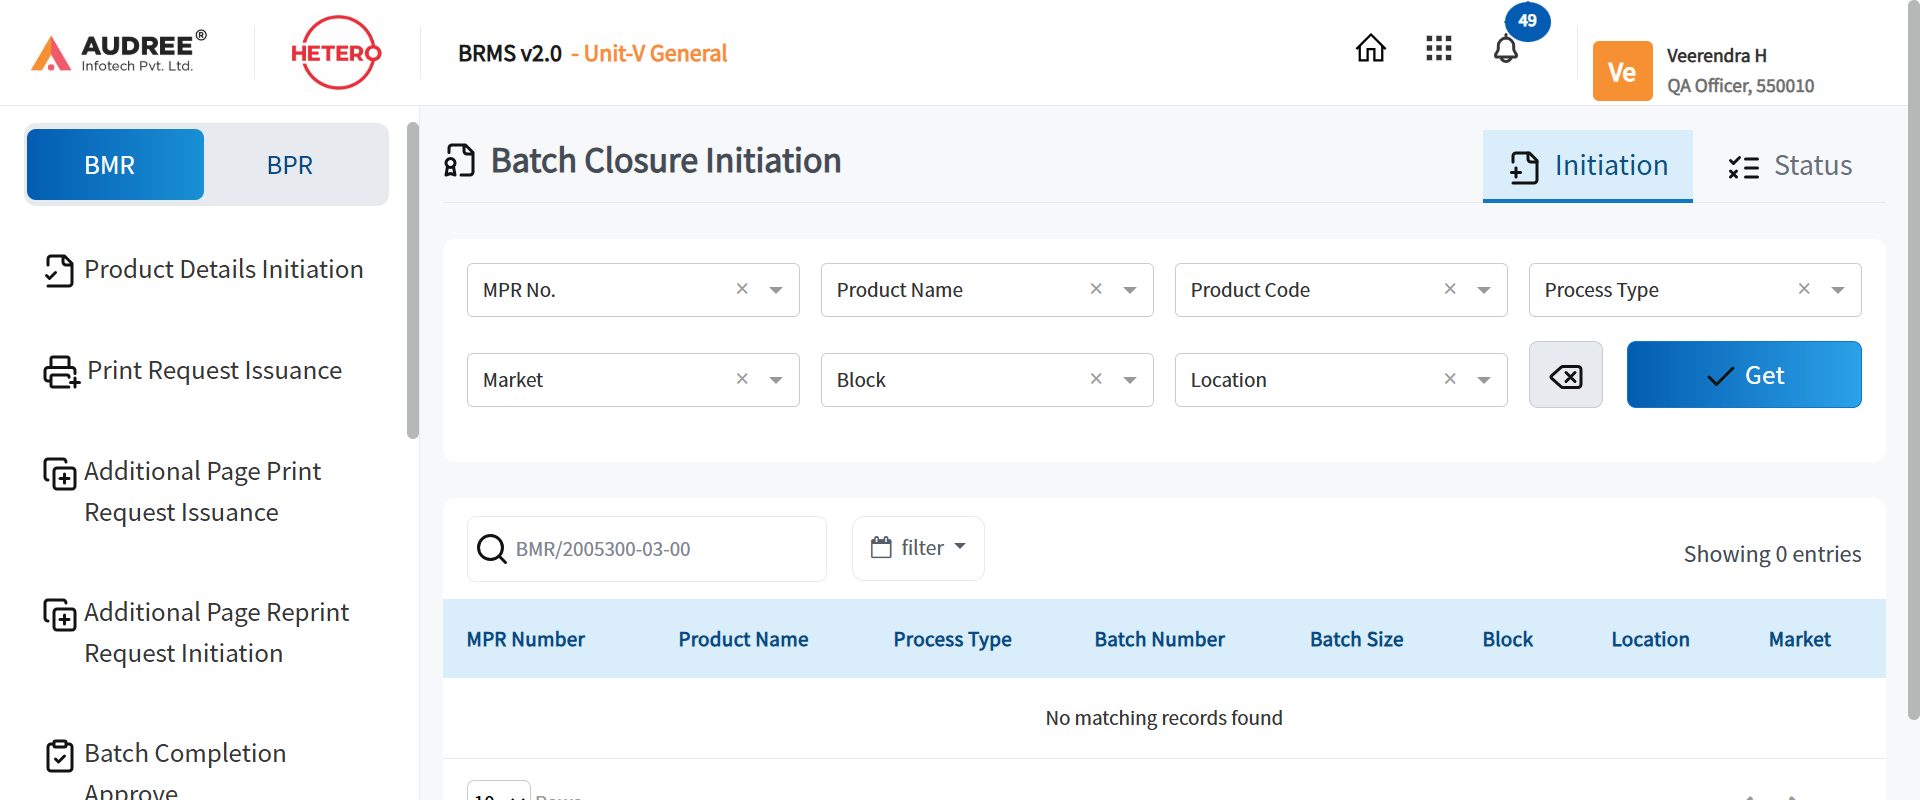 AUDREE®
Infotech Pvt. Ltd.
HETERO
BRMS v2.0 - Unit-V General
49
Ve
Veerendra H
QA Officer, 550010
BMR
BPR
Product Details Initiation
Print Request Issuance
Additional Page Print
Request Issuance
Additional Page Reprint
Request Initiation
Batch Completion
Approve
Batch Closure Initiation
Initiation
Status
MPR No. ×
Product Name ×
Product Code ×
Process Type ×
Market ×
Block ×
Location ×
Get
BMR/2005300-03-00
filter
Showing 0 entries
MPR Number Product Name Process Type Batch Number Batch Size Block Location Market
No matching records found
10 Rows